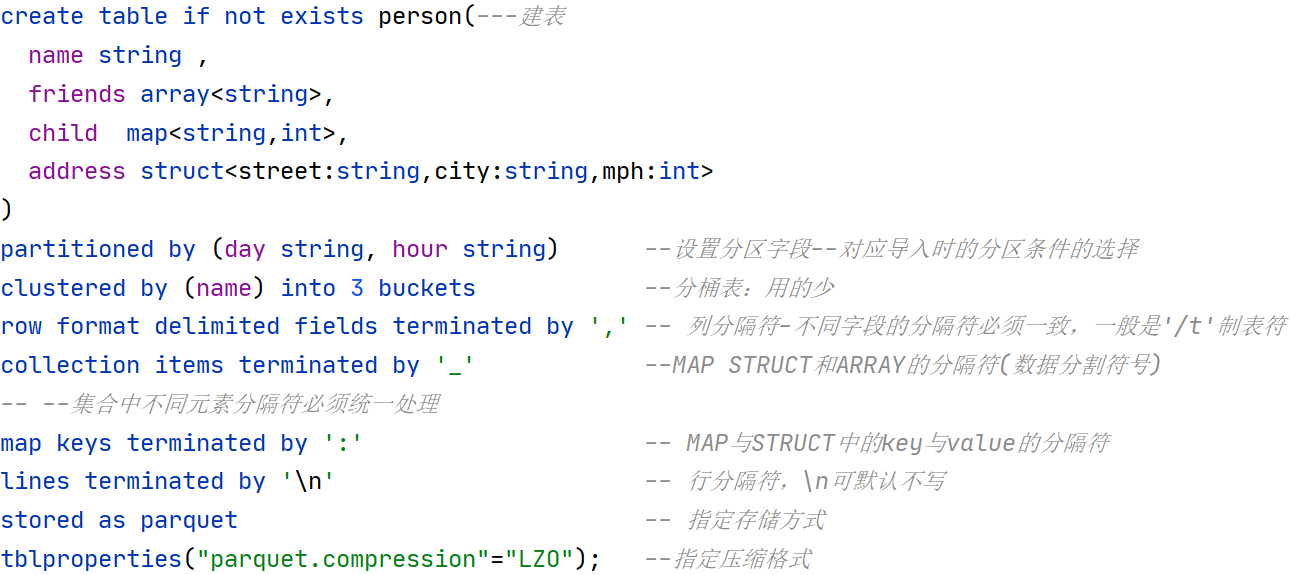 create table if not exists person(---建表
name string ,
friends array<string>,
child  map<string,int>,
address struct<street:string,city:string,mph:int>
)
partitioned by (day string, hour string)      --设置分区字段--对应导入时的分区条件的选择
clustered by (name) into 3 buckets            --分桶表：用的少
row format delimited fields terminated by ',' -- 列分隔符-不同字段的分隔符必须一致，一般是'/t'制表符
collection items terminated by '_'            --MAP STRUCT和ARRAY的分隔符(数据分割符号)
-- --集合中不同元素分隔符必须统一处理
map keys terminated by ':'                    -- MAP与STRUCT中的key与value的分隔符
lines terminated by '\n'                      -- 行分隔符，\n可默认不写
stored as parquet                             -- 指定存储方式
tblproperties("parquet.compression"="LZO");   --指定压缩格式